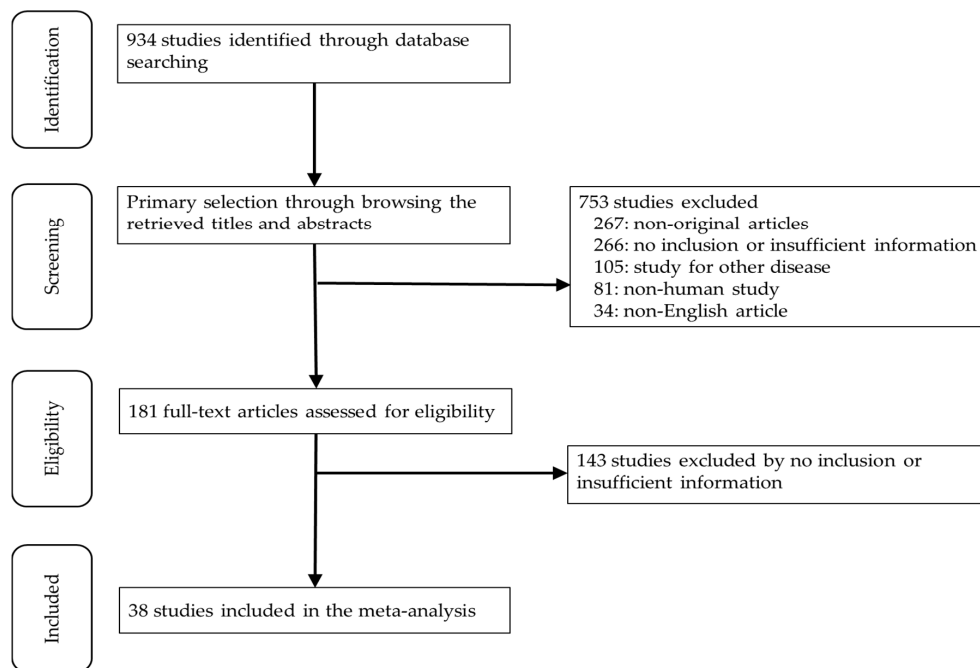 Identification
934 studies identified through database
searching
Screening
Primary selection through browsing the
retrieved titles and abstracts
753 studies excluded
267: non-original articles
266: no inclusion or insufficient information
105: study for other disease
81: non-human study
34: non-English article
Eligibility
181 full-text articles assessed for eligibility
143 studies excluded by no inclusion or
insufficient information
Included
38 studies included in the meta-analysis